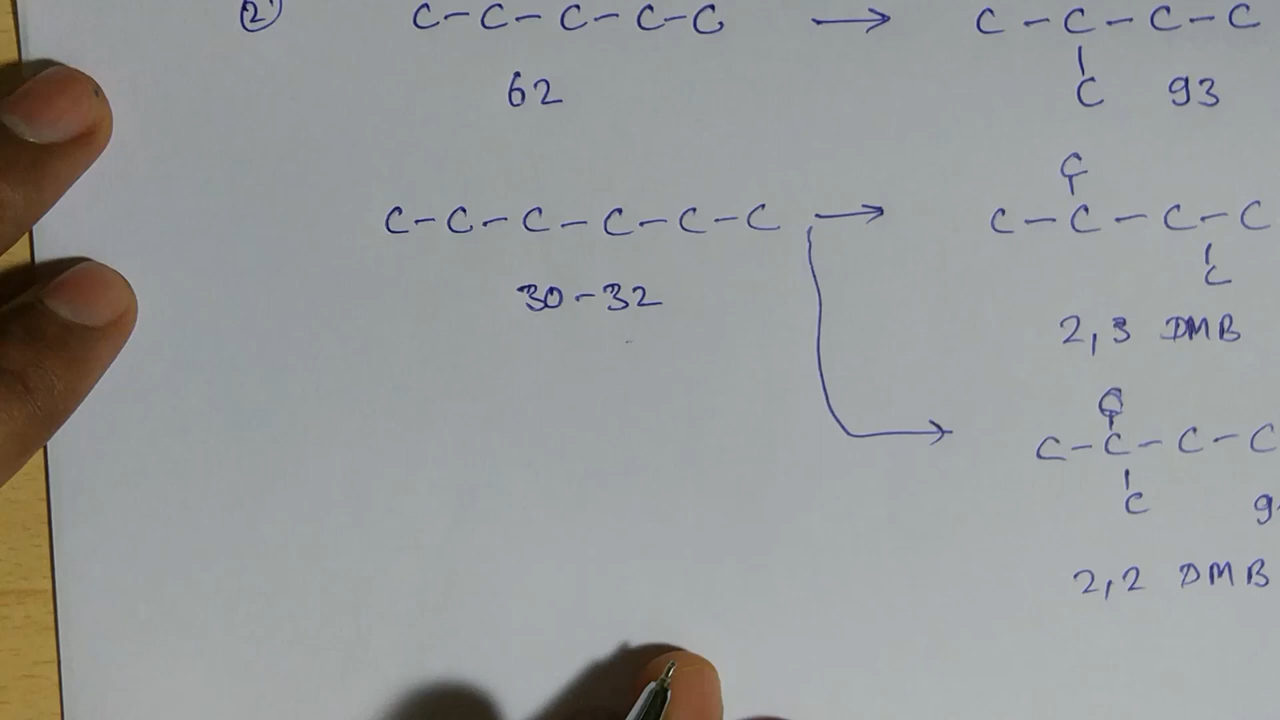 2 C-C-C-C-C → C-C-C-C
C
62 93
C
C-C-C-C-C-C → C-C-C-C
C
30-32
2,3 DMB
C
C-C-C-C
C
2,2 DMB